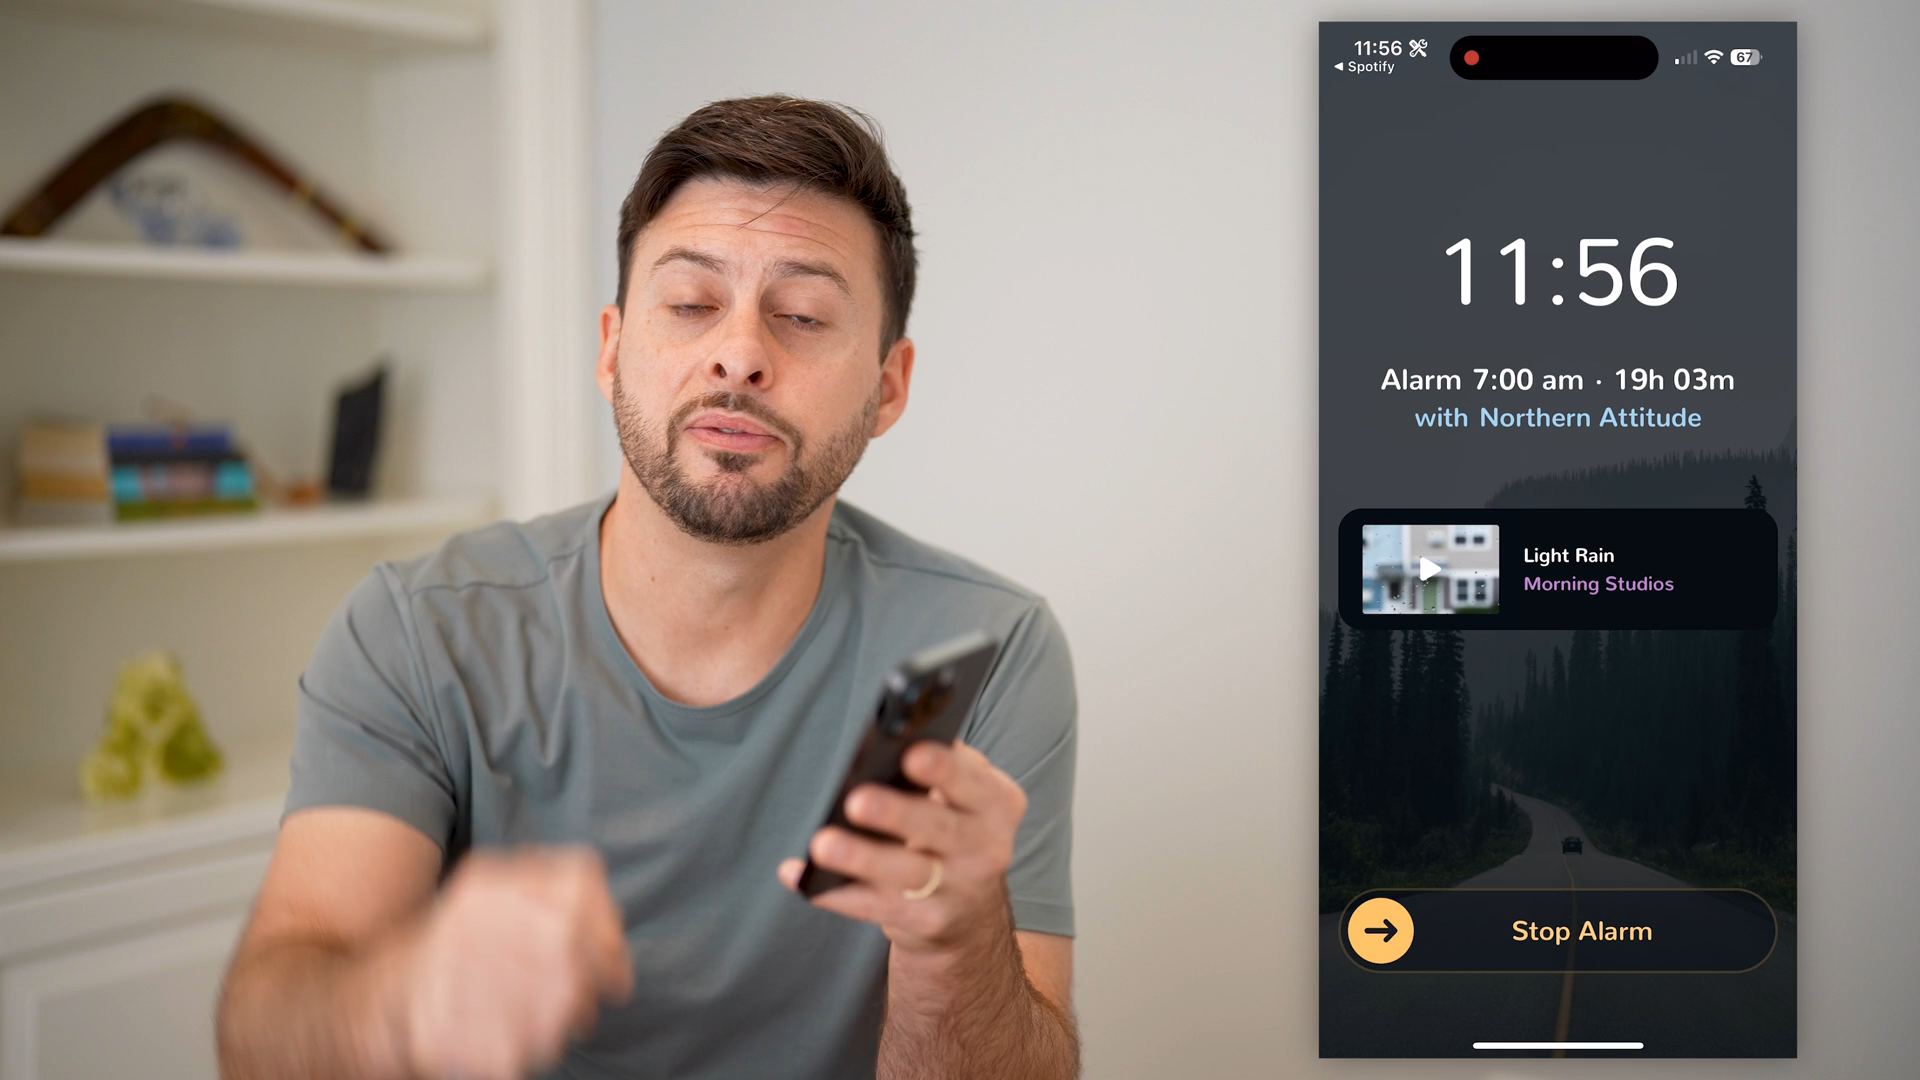 11:56
◀ Spotify
67
11:56
Alarm 7:00 am · 19h 03m
with Northern Attitude
Light Rain
Morning Studios
Stop Alarm